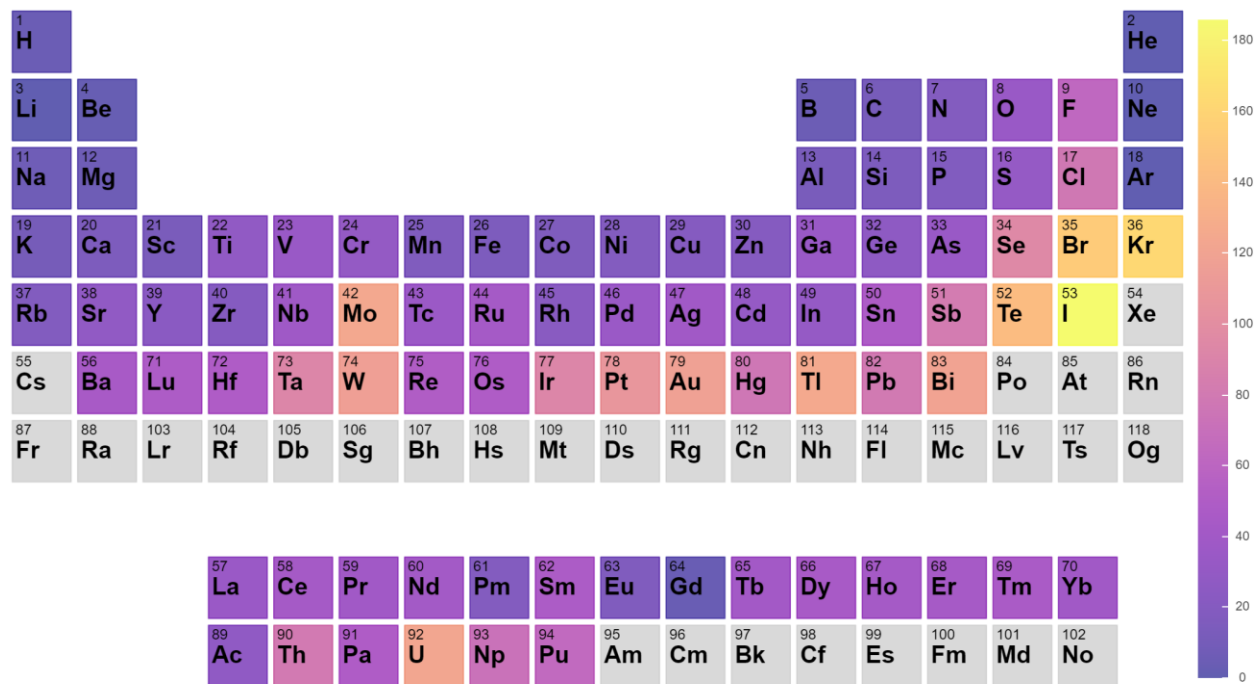 1 2
H He
180
3 4 5 6 7 8 9 10
Li Be B C N O F Ne
160
11 12 13 14 15 16 17 18
Na Mg Al Si P S Cl Ar
140
19 20 21 22 23 24 25 26 27 28 29 30 31 32 33 34 35 36
K Ca Sc Ti V Cr Mn Fe Co Ni Cu Zn Ga Ge As Se Br Kr
120
37 38 39 40 41 42 43 44 45 46 47 48 49 50 51 52 53 54
Rb Sr Y Zr Nb Mo Tc Ru Rh Pd Ag Cd In Sn Sb Te I Xe
100
55 56 71 72 73 74 75 76 77 78 79 80 81 82 83 84 85 86
Cs Ba Lu Hf Ta W Re Os Ir Pt Au Hg Tl Pb Bi Po At Rn
80
87 88 103 104 105 106 107 108 109 110 111 112 113 114 115 116 117 118
Fr Ra Lr Rf Db Sg Bh Hs Mt Ds Rg Cn Nh Fl Mc Lv Ts Og
60
40
57 58 59 60 61 62 63 64 65 66 67 68 69 70
La Ce Pr Nd Pm Sm Eu Gd Tb Dy Ho Er Tm Yb
20
89 90 91 92 93 94 95 96 97 98 99 100 101 102
Ac Th Pa U Np Pu Am Cm Bk Cf Es Fm Md No
0